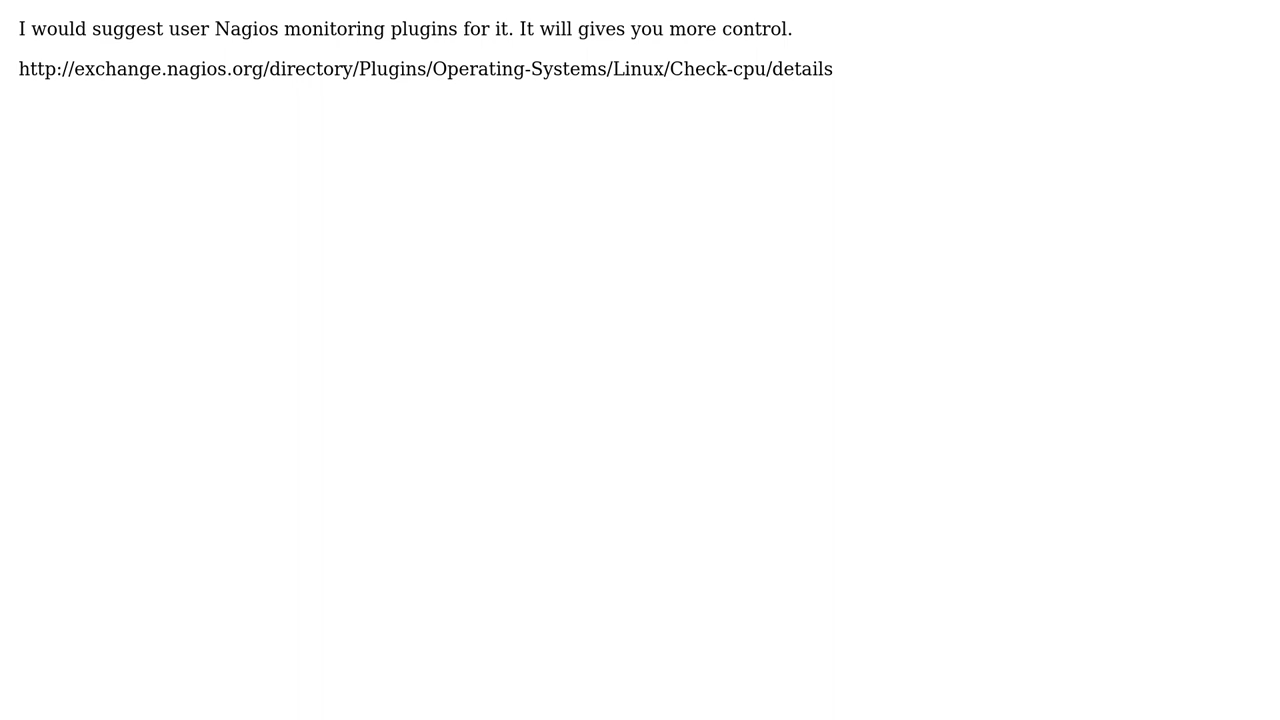 I would suggest user Nagios monitoring plugins for it. It will gives you more control.
http://exchange.nagios.org/directory/Plugins/Operating-Systems/Linux/Check-cpu/details